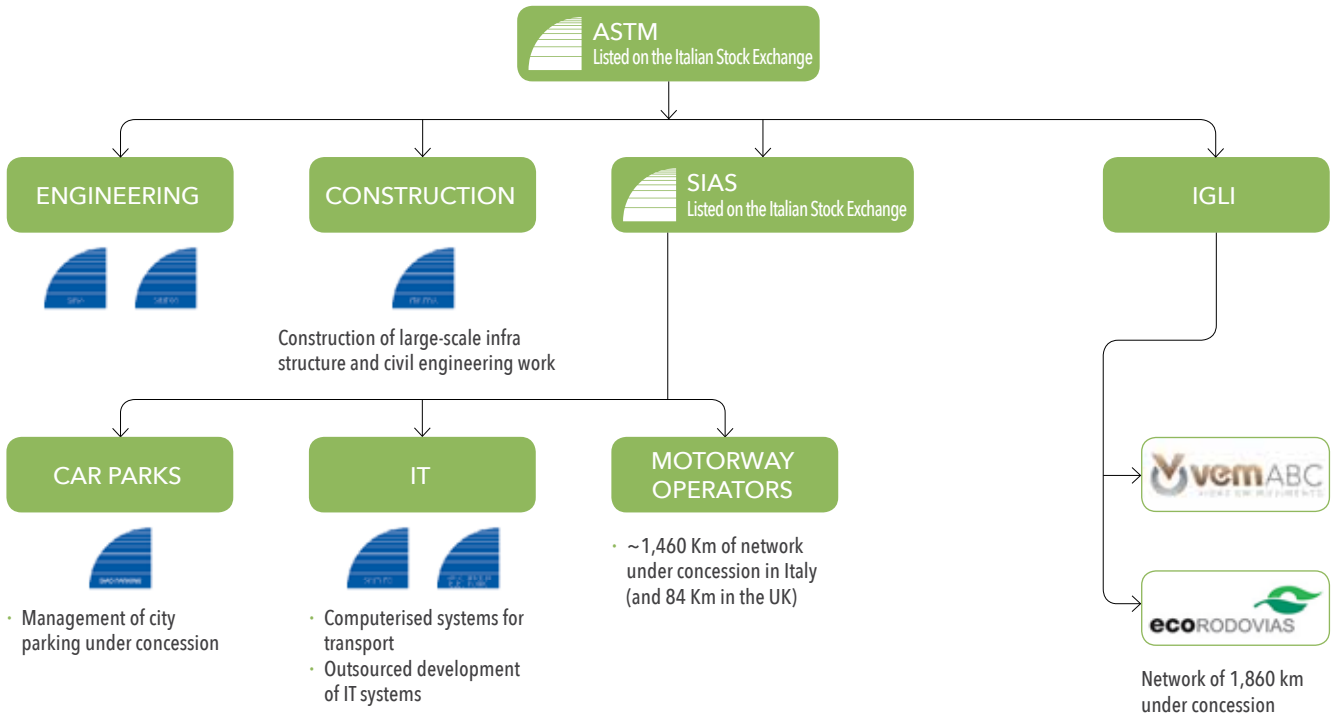 ASTM
Listed on the Italian Stock Exchange
ENGINEERING
CONSTRUCTION
SIAS
Listed on the Italian Stock Exchange
IGLI
Construction of large-scale infra
structure and civil engineering work
CAR PARKS
IT
MOTORWAY
OPERATORS
vemABC
SIAS PARKING
· Management of city
parking under concession
· Computerised systems for
transport
· Outsourced development
of IT systems
· ~1,460 Km of network
under concession in Italy
(and 84 Km in the UK)
ecoRODOVIAS
Network of 1,860 km
under concession